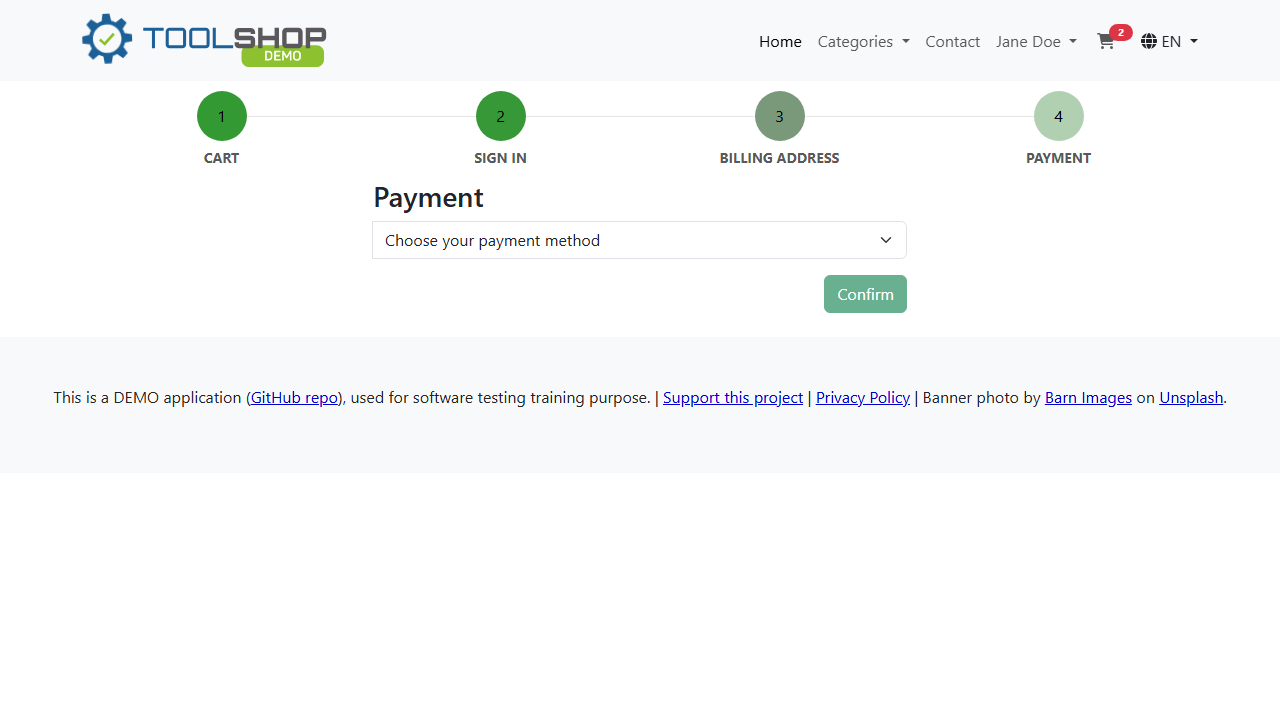 TOOLSHOP
DEMO
Home Categories Contact Jane Doe 2 EN
1 2 3 4
CART SIGN IN BILLING ADDRESS PAYMENT
Payment
Choose your payment method
Confirm
This is a DEMO application (GitHub repo), used for software testing training purpose. | Support this project | Privacy Policy | Banner photo by Barn Images on Unsplash.